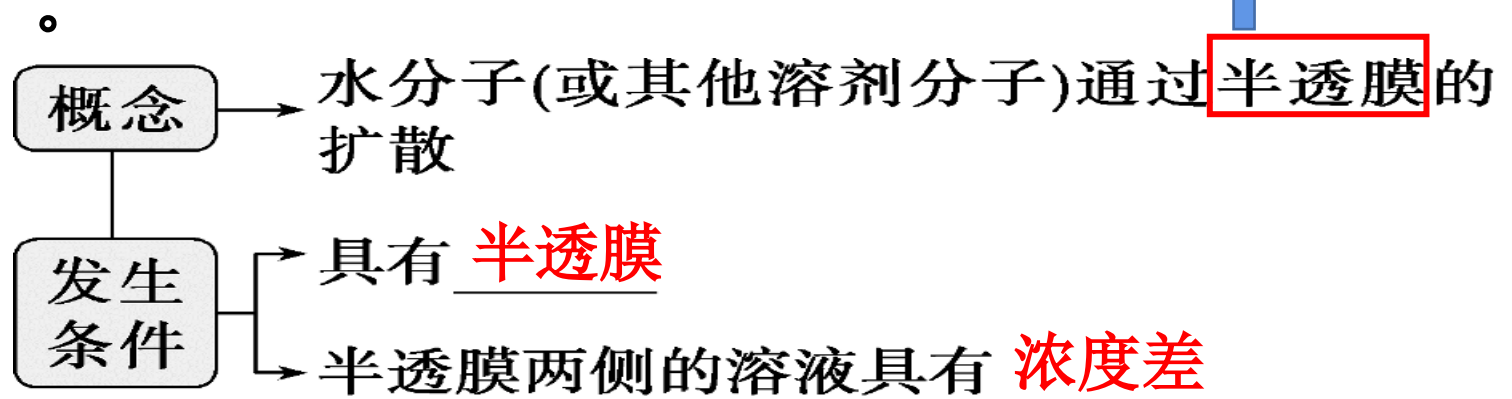 。
概念
水分子(或其他溶剂分子)通过半透膜的
扩散
发生
条件
具有 半透膜
半透膜两侧的溶液具有 浓度差